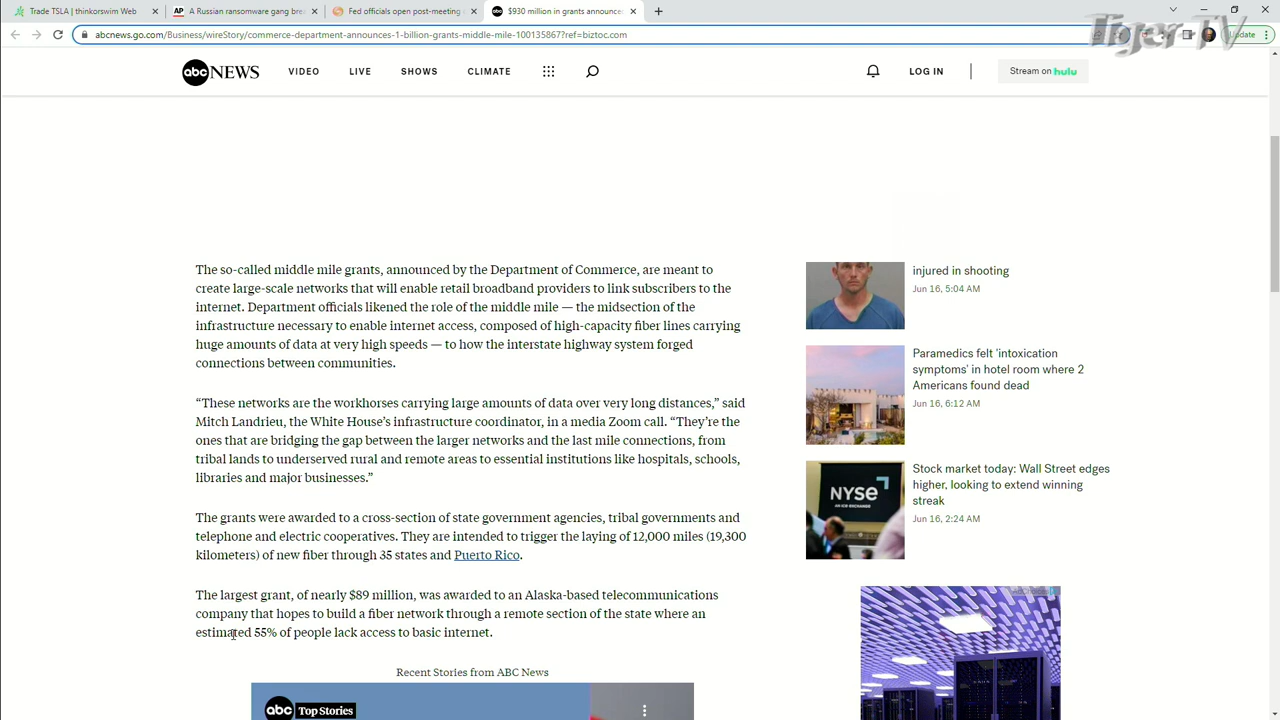 Trade TSLA | thinkorswim Web
A Russian ransomware gang bre
Fed officials open post-meeting
$930 million in grants announce
Tiger TV
abcnews.go.com/Business/wireStory/commerce-department-announces-1-billion-grants-middle-mile-100135867?ref=biztoc.com
Update
abc NEWS
VIDEO
LIVE
SHOWS
CLIMATE
LOG IN
Stream on hulu
The so-called middle mile grants, announced by the Department of Commerce, are meant to
create large-scale networks that will enable retail broadband providers to link subscribers to the
internet. Department officials likened the role of the middle mile — the midsection of the
infrastructure necessary to enable internet access, composed of high-capacity fiber lines carrying
huge amounts of data at very high speeds — to how the interstate highway system forged
connections between communities.
“These networks are the workhorses carrying large amounts of data over very long distances,” said
Mitch Landrieu, the White House’s infrastructure coordinator, in a media Zoom call. “They’re the
ones that are bridging the gap between the larger networks and the last mile connections, from
tribal lands to underserved rural and remote areas to essential institutions like hospitals, schools,
libraries and major businesses.”
The grants were awarded to a cross-section of state government agencies, tribal governments and
telephone and electric cooperatives. They are intended to trigger the laying of 12,000 miles (19,300
kilometers) of new fiber through 35 states and Puerto Rico.
The largest grant, of nearly $89 million, was awarded to an Alaska-based telecommunications
company that hopes to build a fiber network through a remote section of the state where an
estimated 55% of people lack access to basic internet.
Recent Stories from ABC News
abc Top Stories
injured in shooting
Jun 16, 5:04 AM
Paramedics felt 'intoxication
symptoms' in hotel room where 2
Americans found dead
Jun 16, 6:12 AM
NYSE
Stock market today: Wall Street edges
higher, looking to extend winning
streak
Jun 16, 2:24 AM